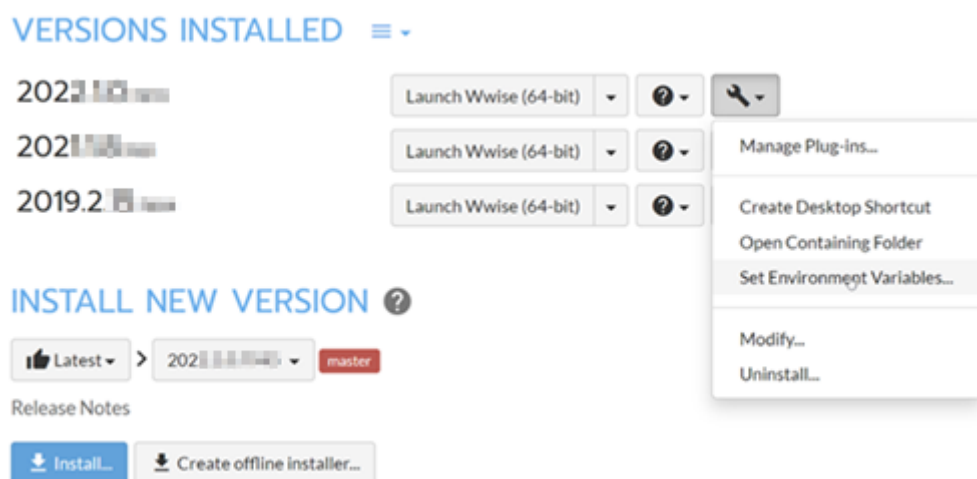 VERSIONS INSTALLED
Launch Wwise (64-bit)
Launch Wwise (64-bit)
2019.2. Launch Wwise (64-bit)
Manage Plug-ins...
Create Desktop Shortcut
Open Containing Folder
Set Environment Variables...
Modify...
Uninstall...
INSTALL NEW VERSION ?
Latest > master
Release Notes
Install... Create offline installer...